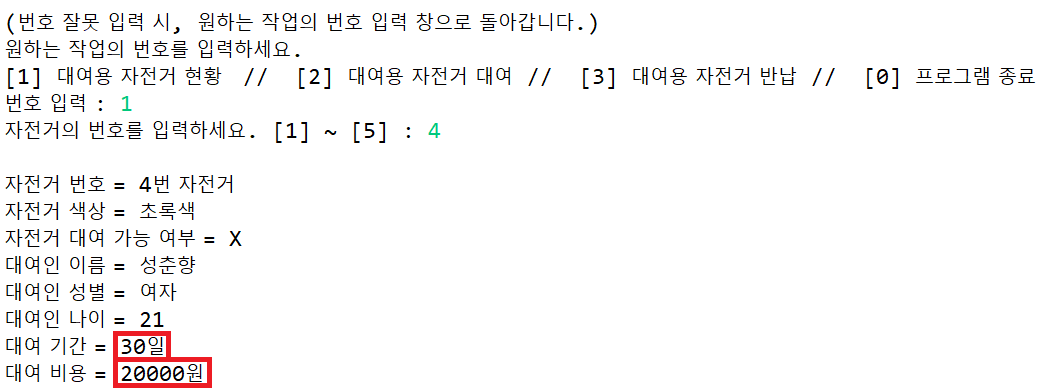 (번호 잘못 입력 시, 원하는 작업의 번호 입력 창으로 돌아갑니다.)
원하는 작업의 번호를 입력하세요.
[1] 대여용 자전거 현황  //  [2] 대여용 자전거 대여 //  [3] 대여용 자전거 반납 //  [0] 프로그램 종료
번호 입력 : 1
자전거의 번호를 입력하세요. [1] ~ [5] : 4
자전거 번호 = 4번 자전거
자전거 색상 = 초록색
자전거 대여 가능 여부 = X
대여인 이름 = 성춘향
대여인 성별 = 여자
대여인 나이 = 21
대여 기간 = 30일
대여 비용 = 20000원